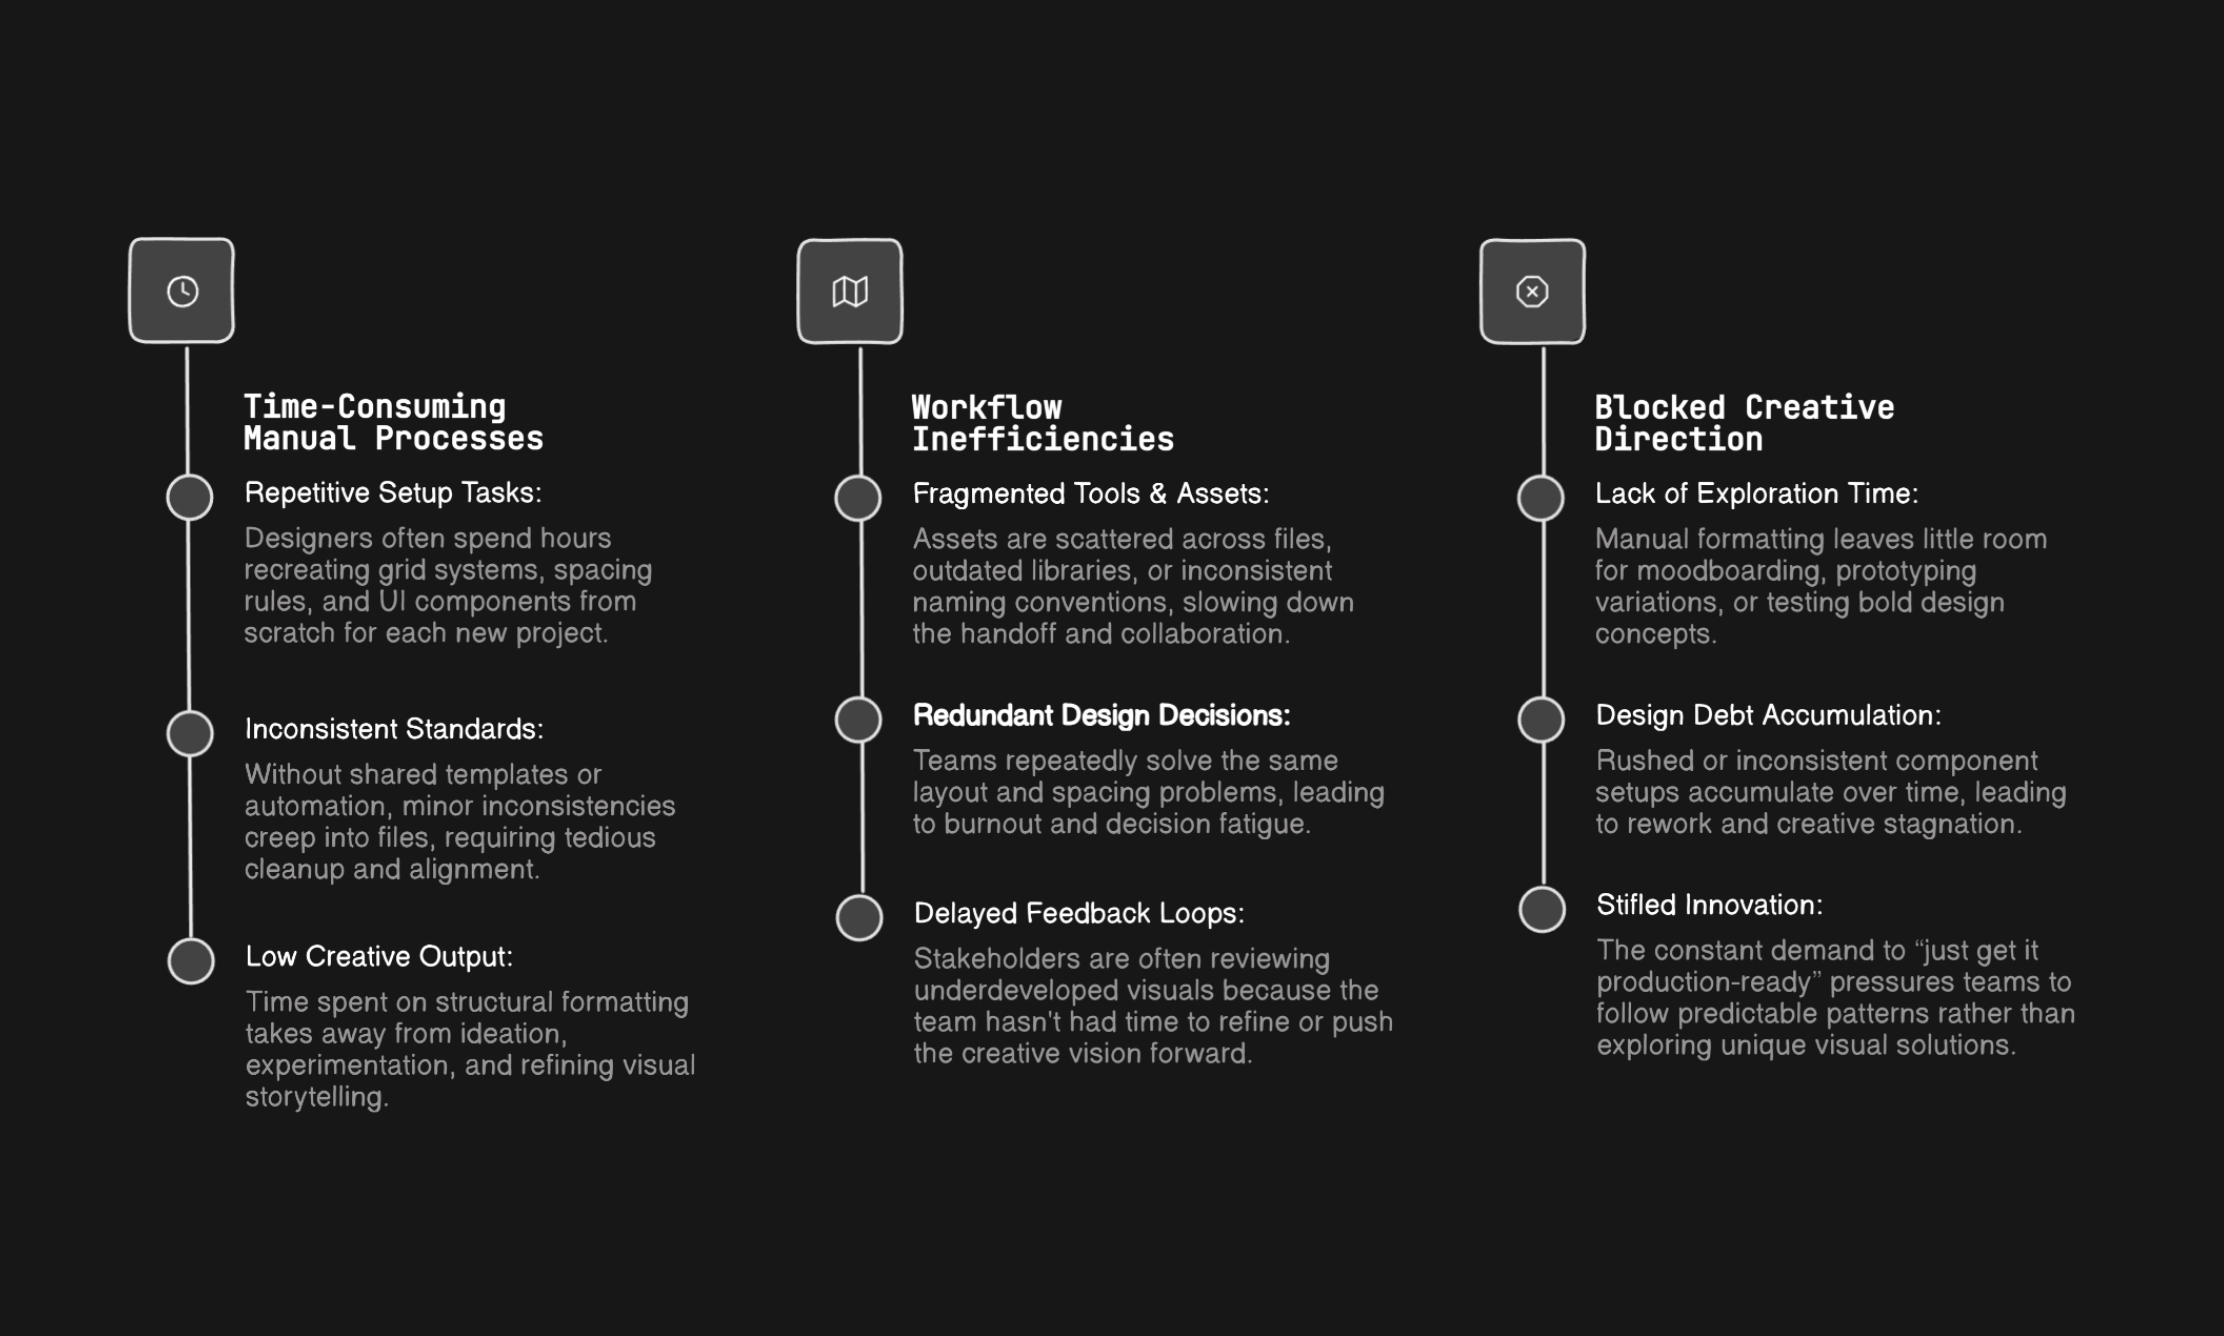 Time-Consuming
Manual Processes
Repetitive Setup Tasks:
Designers often spend hours
recreating grid systems, spacing
rules, and UI components from
scratch for each new project.
Inconsistent Standards:
Without shared templates or
automation, minor inconsistencies
creep into files, requiring tedious
cleanup and alignment.
Low Creative Output:
Time spent on structural formatting
takes away from ideation,
experimentation, and refining visual
storytelling.
Workflow
Inefficiencies
Fragmented Tools & Assets:
Assets are scattered across files,
outdated libraries, or inconsistent
naming conventions, slowing down
the handoff and collaboration.
Redundant Design Decisions:
Teams repeatedly solve the same
layout and spacing problems, leading
to burnout and decision fatigue.
Delayed Feedback Loops:
Stakeholders are often reviewing
underdeveloped visuals because the
team hasn't had time to refine or push
the creative vision forward.
Blocked Creative
Direction
Lack of Exploration Time:
Manual formatting leaves little room
for moodboarding, prototyping
variations, or testing bold design
concepts.
Design Debt Accumulation:
Rushed or inconsistent component
setups accumulate over time, leading
to rework and creative stagnation.
Stifled Innovation:
The constant demand to “just get it
production-ready” pressures teams to
follow predictable patterns rather than
exploring unique visual solutions.